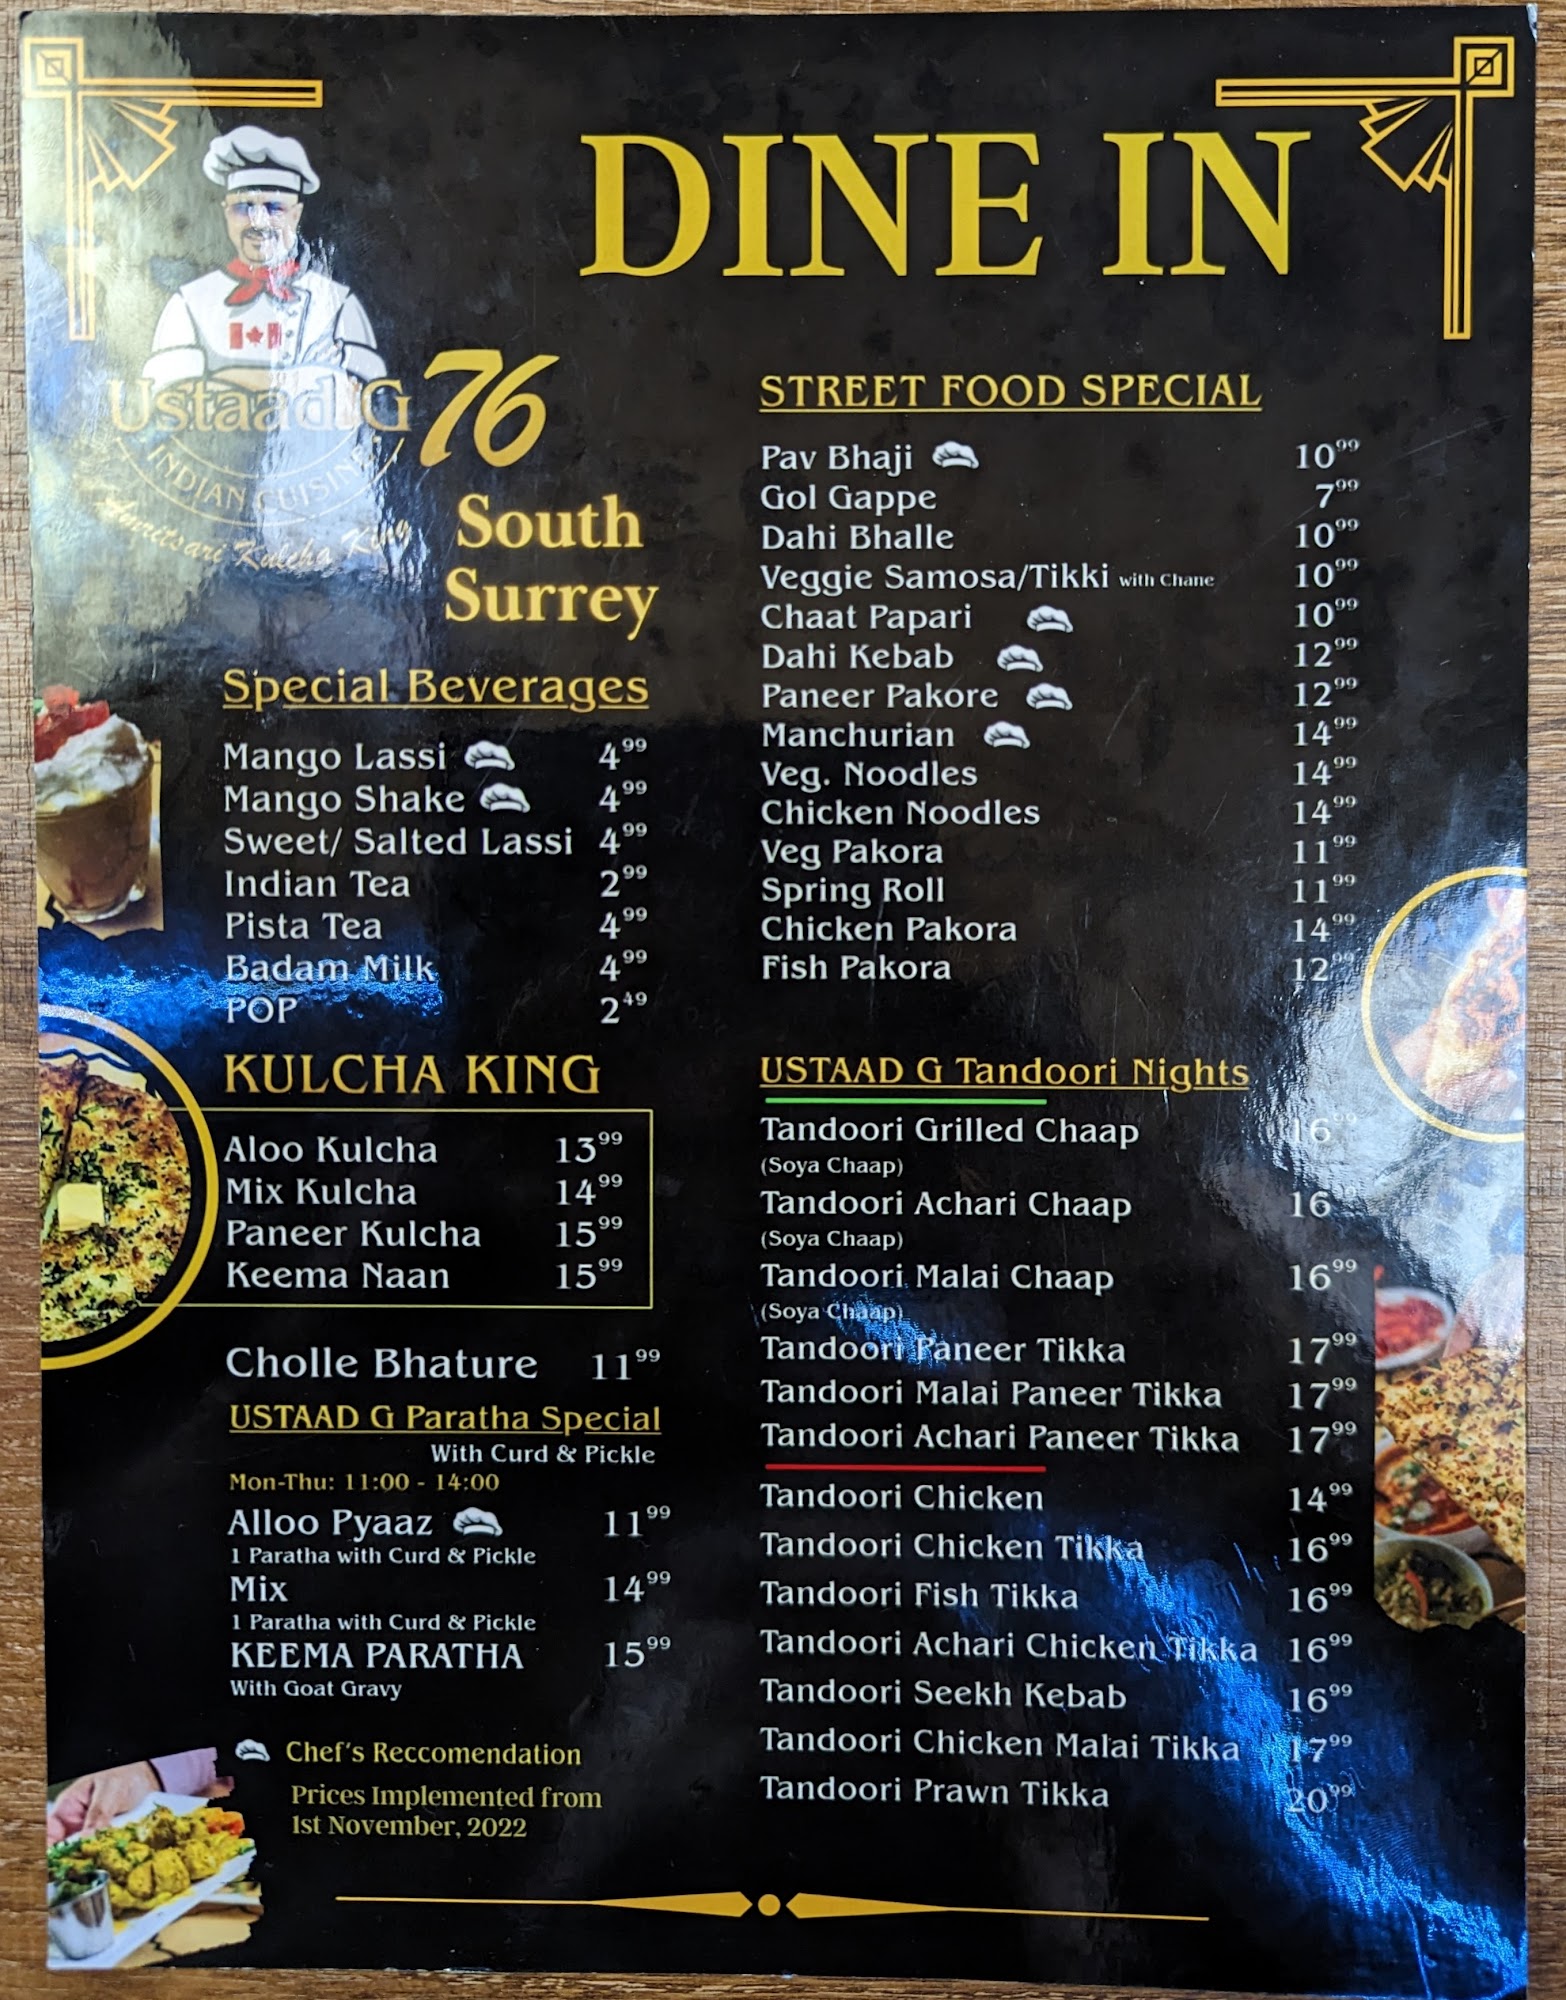 DINE IN
Ustaad G 76
INDIAN CUISINE
Amritsari Kulcha King
South
Surrey
Special Beverages
Mango Lassi 4.99
Mango Shake 4.99
Sweet/ Salted Lassi 4.99
Indian Tea 2.99
Pista Tea 4.99
Badam Milk 4.99
POP 2.49
KULCHA KING
Aloo Kulcha 13.99
Mix Kulcha 14.99
Paneer Kulcha 15.99
Keema Naan 15.99
Cholle Bhature 11.99
USTAAD G Paratha Special
With Curd & Pickle
Mon-Thu: 11:00 - 14:00
Alloo Pyaaz 11.99
1 Paratha with Curd & Pickle
Mix 14.99
1 Paratha with Curd & Pickle
KEEMA PARATHA 15.99
With Goat Gravy
Chef's Reccomendation
Prices Implemented from
1st November, 2022
STREET FOOD SPECIAL
Pav Bhaji 10.99
Gol Gappe 7.99
Dahi Bhalle 10.99
Veggie Samosa/Tikki with Chane 10.99
Chaat Papari 10.99
Dahi Kebab 12.99
Paneer Pakore 12.99
Manchurian 14.99
Veg. Noodles 14.99
Chicken Noodles 14.99
Veg Pakora 11.99
Spring Roll 11.99
Chicken Pakora 14.99
Fish Pakora 12.99
USTAAD G Tandoori Nights
Tandoori Grilled Chaap 16.99
(Soya Chaap)
Tandoori Achari Chaap 16.99
(Soya Chaap)
Tandoori Malai Chaap 16.99
(Soya Chaap)
Tandoori Paneer Tikka 17.99
Tandoori Malai Paneer Tikka 17.99
Tandoori Achari Paneer Tikka 17.99
Tandoori Chicken 14.99
Tandoori Chicken Tikka 16.99
Tandoori Fish Tikka 16.99
Tandoori Achari Chicken Tikka 16.99
Tandoori Seekh Kebab 16.99
Tandoori Chicken Malai Tikka 17.99
Tandoori Prawn Tikka 20.99